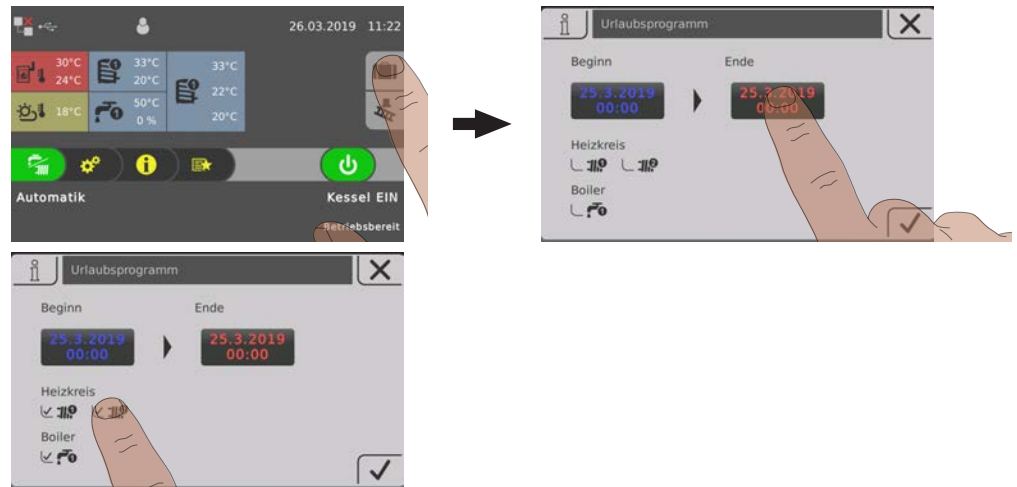 26.03.2019 11:22
30°C
24°C
33°C
20°C
33°C
22°C
20°C
18°C
50°C
0 %
Automatik
Kessel EIN
Betriebsbereit
Urlaubsprogramm
Beginn
Ende
25.3.2019
00:00
25.3.2019
00:00
Heizkreis
Boiler
Urlaubsprogramm
Beginn
Ende
25.3.2019
00:00
25.3.2019
00:00
Heizkreis
Boiler